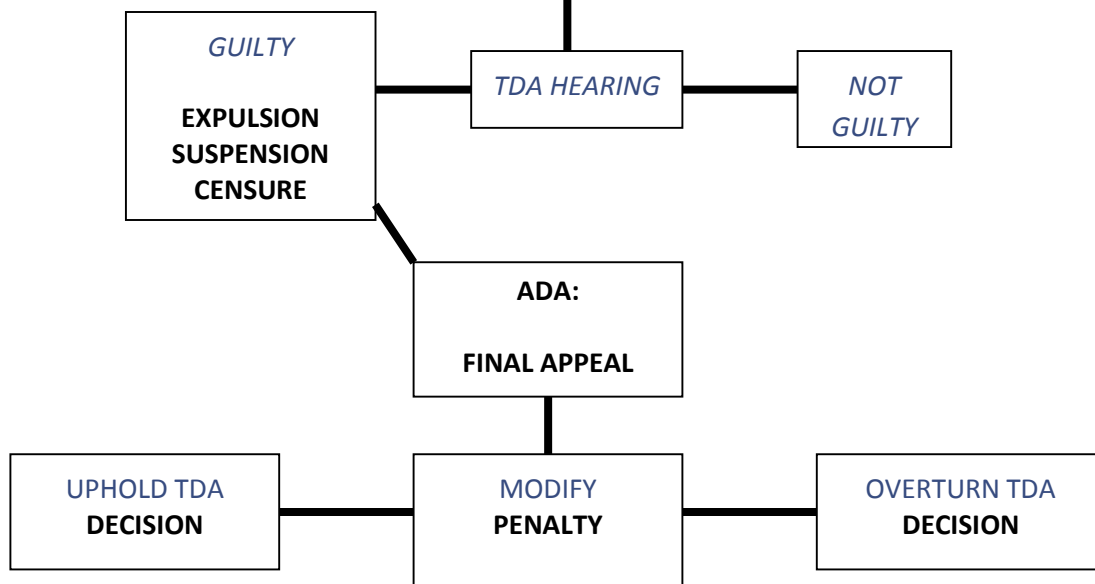 GUILTY
EXPULSION
SUSPENSION
CENSURE
TDA HEARING
NOT
GUILTY
ADA:
FINAL APPEAL
UPHOLD TDA
DECISION
MODIFY
PENALTY
OVERTURN TDA
DECISION